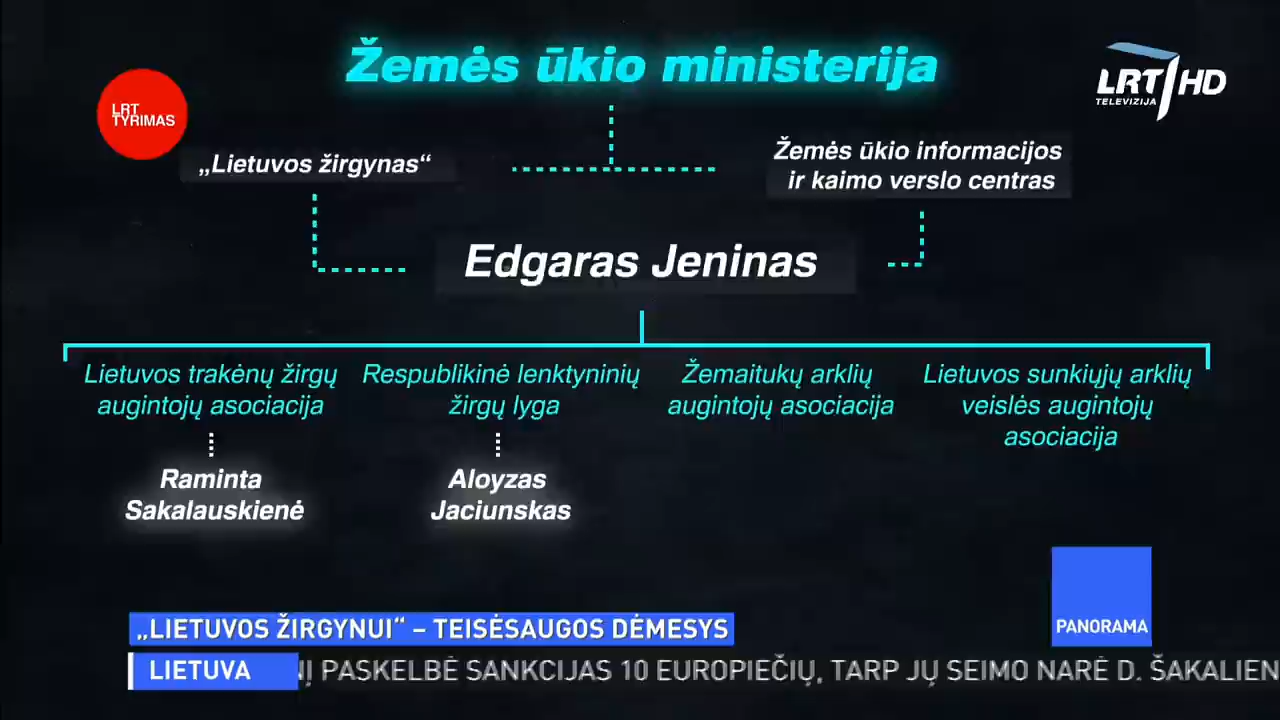 Žemės ūkio ministerija
LRT
TYRIMAS
LRT HD
TELEVIZIJA
„Lietuvos žirgynas“
Žemės ūkio informacijos
ir kaimo verslo centras
Edgaras Jeninas
Lietuvos trakėnų žirgų
augintojų asociacija
Respublikinė lenktyninių
žirgų lyga
Žemaitukų arklių
augintojų asociacija
Lietuvos sunkiųjų arklių
veislės augintojų
asociacija
Raminta
Sakalauskienė
Aloyzas
Jaciunskas
PANORAMA
„LIETUVOS ŽIRGYNUI“ – TEISĖSAUGOS DĖMESYS
LIETUVA
NĮ PASKELBĖ SANKCIJAS 10 EUROPIEČIŲ, TARP JŲ SEIMO NARĖ D. ŠAKALIEN